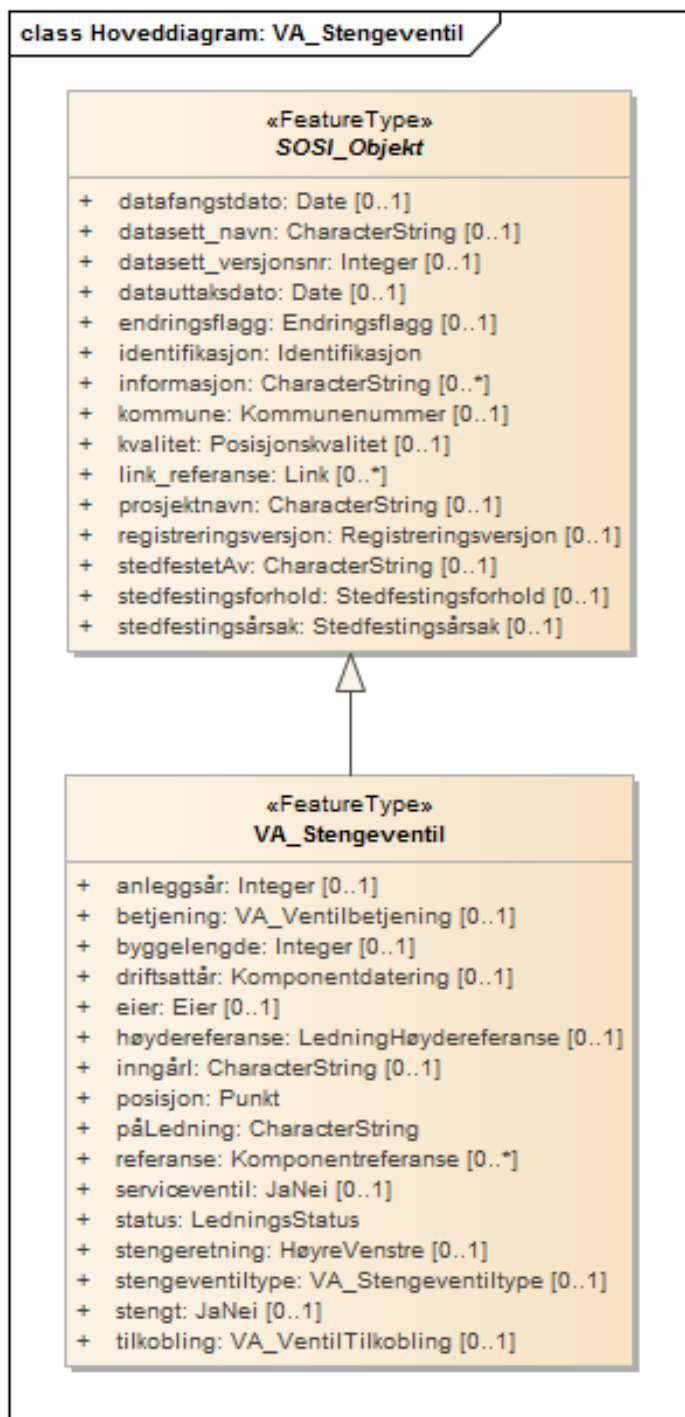 class Hoveddiagram: VA_Stengeventil
«FeatureType»
SOSI_Objekt
+ datafangstdato: Date [0..1]
+ datasett_navn: CharacterString [0..1]
+ datasett_versjonsnr: Integer [0..1]
+ datauttaksdato: Date [0..1]
+ endringsflagg: Endringsflagg [0..1]
+ identifikasjon: Identifikasjon
+ informasjon: CharacterString [0..*]
+ kommune: Kommunenummer [0..1]
+ kvalitet: Posisjonskvalitet [0..1]
+ link_referanse: Link [0..*]
+ prosjektnavn: CharacterString [0..1]
+ registreringsversjon: Registreringsversjon [0..1]
+ stedfestetAv: CharacterString [0..1]
+ stedfestingsforhold: Stedfestingsforhold [0..1]
+ stedfestingsårsak: Stedfestingsårsak [0..1]
«FeatureType»
VA_Stengeventil
+ anleggsår: Integer [0..1]
+ betjening: VA_Ventilbetjening [0..1]
+ byggelengde: Integer [0..1]
+ driftsattår: Komponentdatering [0..1]
+ eier: Eier [0..1]
+ høydereferanse: LedningHøydereferanse [0..1]
+ inngårI: CharacterString [0..1]
+ posisjon: Punkt
+ påLedning: CharacterString
+ referanse: Komponentreferanse [0..*]
+ serviceventil: JaNei [0..1]
+ status: LedningsStatus
+ stengeretning: HøyreVenstre [0..1]
+ stengeventiltype: VA_Stengeventiltype [0..1]
+ stengt: JaNei [0..1]
+ tilkobling: VA_VentilTilkobling [0..1]